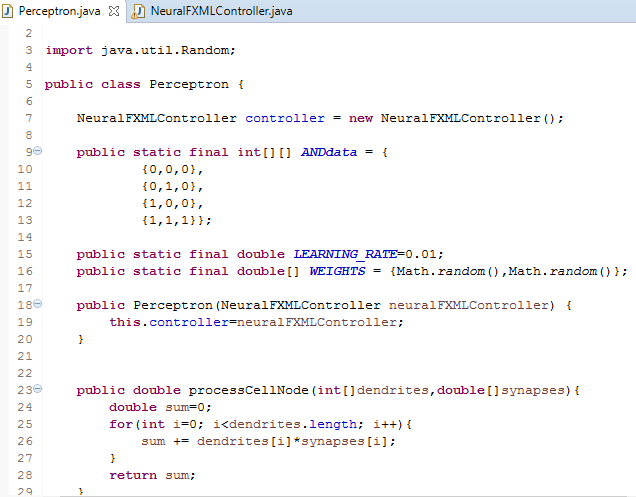 Perceptron.java NeuralFXMLController.java
2
3 import java.util.Random;
4
5 public class Perceptron {
6
7     NeuralFXMLController controller = new NeuralFXMLController();
8
9     public static final int[][] ANDdata = {
10             {0,0,0},
11             {0,1,0},
12             {1,0,0},
13             {1,1,1}};
14
15     public static final double LEARNING_RATE=0.01;
16     public static final double[] WEIGHTS = {Math.random(),Math.random()};
17
18     public Perceptron(NeuralFXMLController neuralFXMLController) {
19         this.controller=neuralFXMLController;
20     }
21
22
23     public double processCellNode(int[]dendrites,double[]synapses){
24         double sum=0;
25         for(int i=0; i<dendrites.length; i++){
26             sum += dendrites[i]*synapses[i];
27         }
28         return sum;
29     }